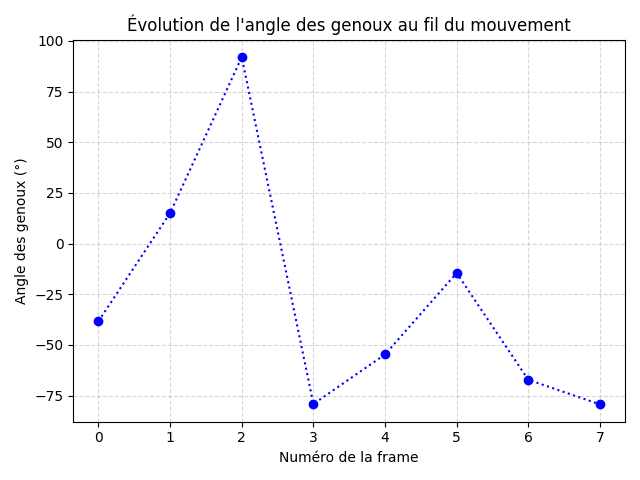 Évolution de l'angle des genoux au fil du mouvement
Angle des genoux (°)
100
75
50
25
0
−25
−50
−75
0 1 2 3 4 5 6 7
Numéro de la frame